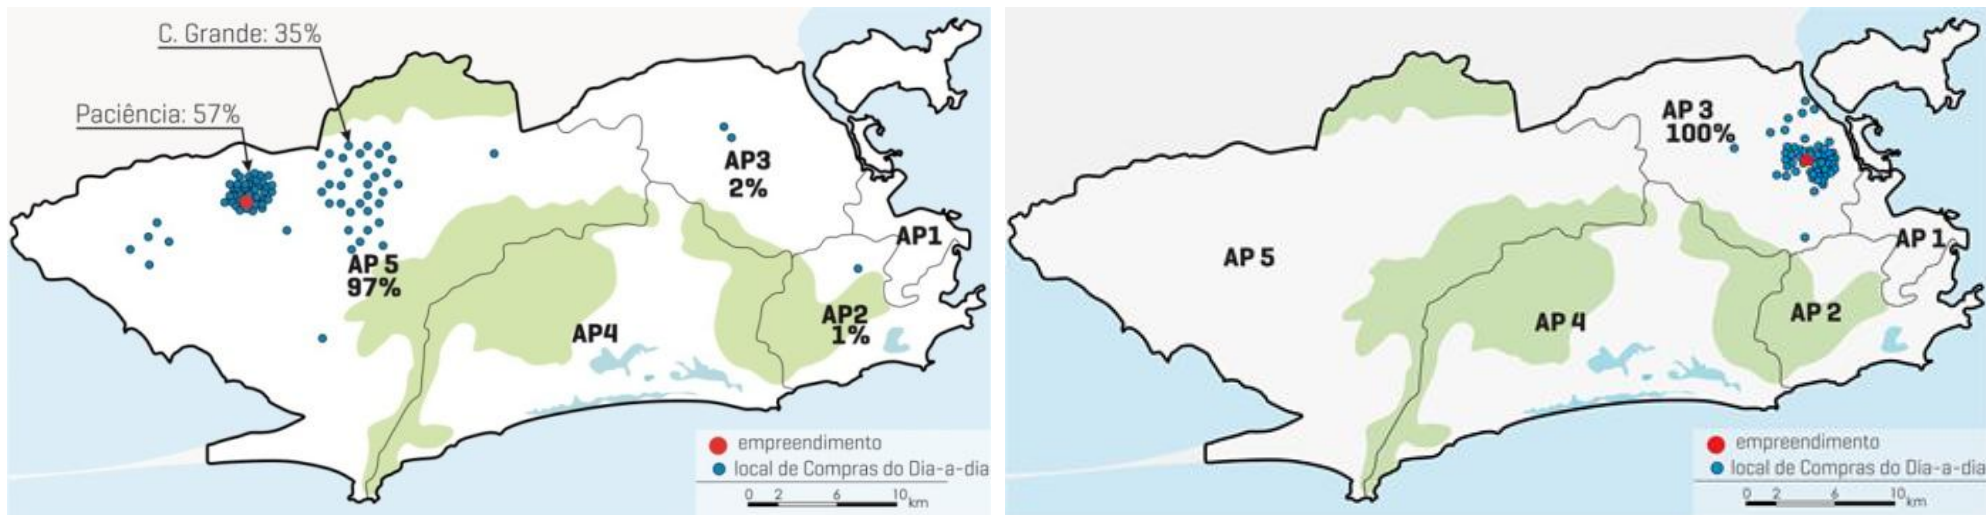 C. Grande: 35%
Paciência: 57%
AP3
2%
AP1
AP 5
97%
AP2
1%
AP4
empreendimento
local de Compras do Dia-a-dia
0 2 6 10 km
AP 3
100%
AP 1
AP 5
AP 2
AP 4
empreendimento
local de Compras do Dia-a-dia
0 2 6 10 km